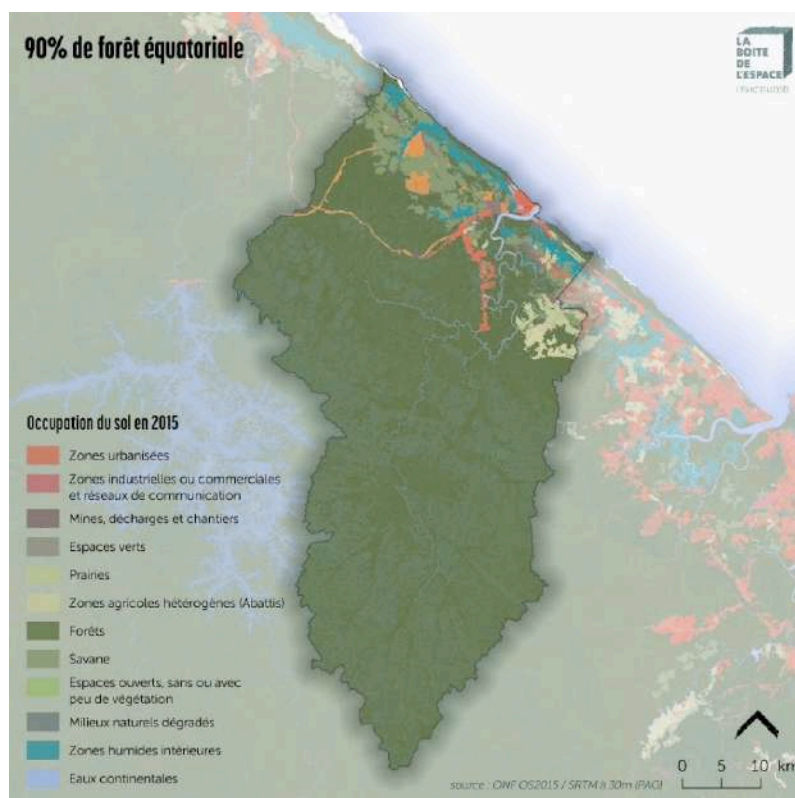 90% de forêt équatoriale
LA
BOITE
DE
L'ESPACE
Occupation du sol en 2015
Zones urbanisées
Zones industrielles ou commerciales
et réseaux de communication
Mines, décharges et chantiers
Espaces verts
Prairies
Zones agricoles hétérogènes (Abattis)
Forêts
Savane
Espaces ouverts, sans ou avec
peu de végétation
Milieux naturels dégradés
Zones humides intérieures
Eaux continentales
source : ONF OS2015 / SRTM à 30m (PAG)
0 5 10 km